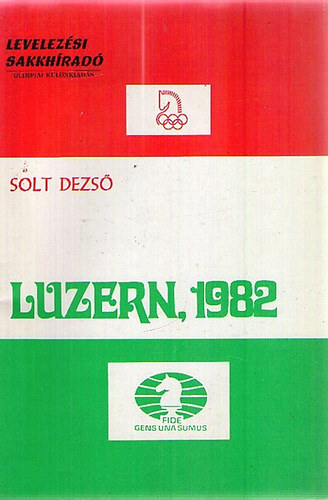 LEVELEZÉSI
SAKKHÍRADÓ
OLIMPIAI KÜLÖNKIADÁS
SOLT DEZSŐ
LUZERN, 1982
FIDE
GENS UNA SUMUS